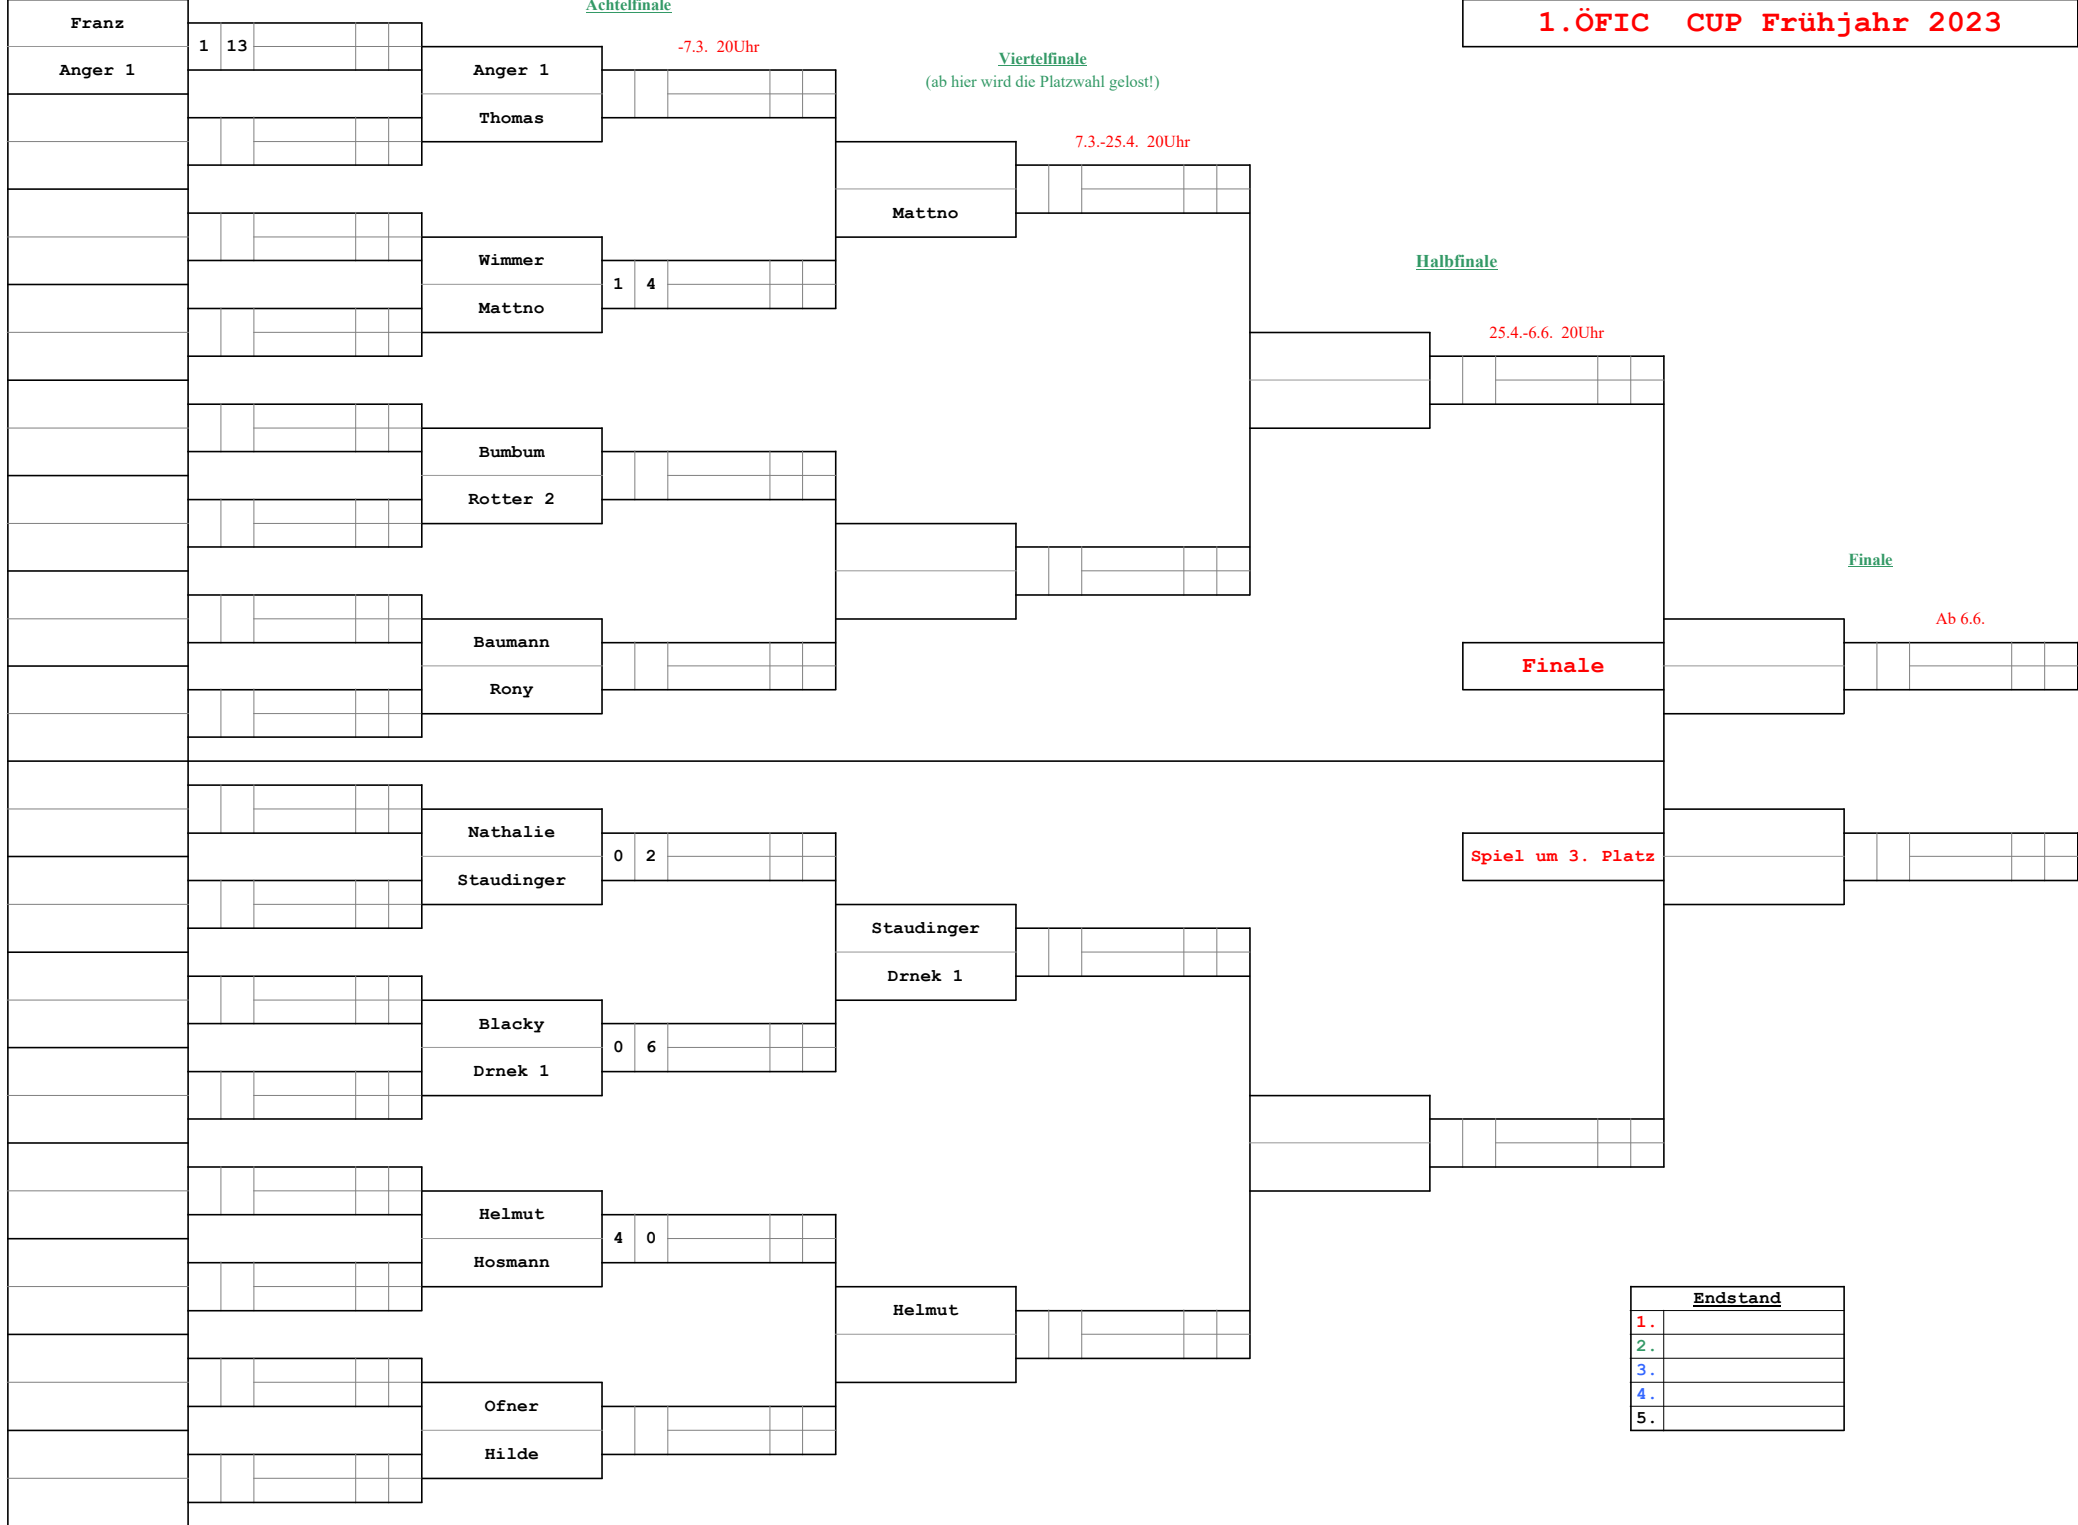 Achtelfinale
1.ÖFIC CUP Frühjahr 2023
Franz
1 13
Anger 1
-7.3. 20Uhr
Viertelfinale
(ab hier wird die Platzwahl gelost!)
Anger 1
Thomas
7.3.-25.4. 20Uhr
Mattno
Halbfinale
Wimmer
1 4
Mattno
25.4.-6.6. 20Uhr
Bumbum
Rotter 2
Finale
Ab 6.6.
Baumann
Rony
Finale
Nathalie
0 2
Staudinger
Spiel um 3. Platz
Staudinger
Drnek 1
Blacky
0 6
Drnek 1
Helmut
4 0
Hosmann
Helmut
Endstand
1.
2.
3.
4.
5.
Ofner
Hilde